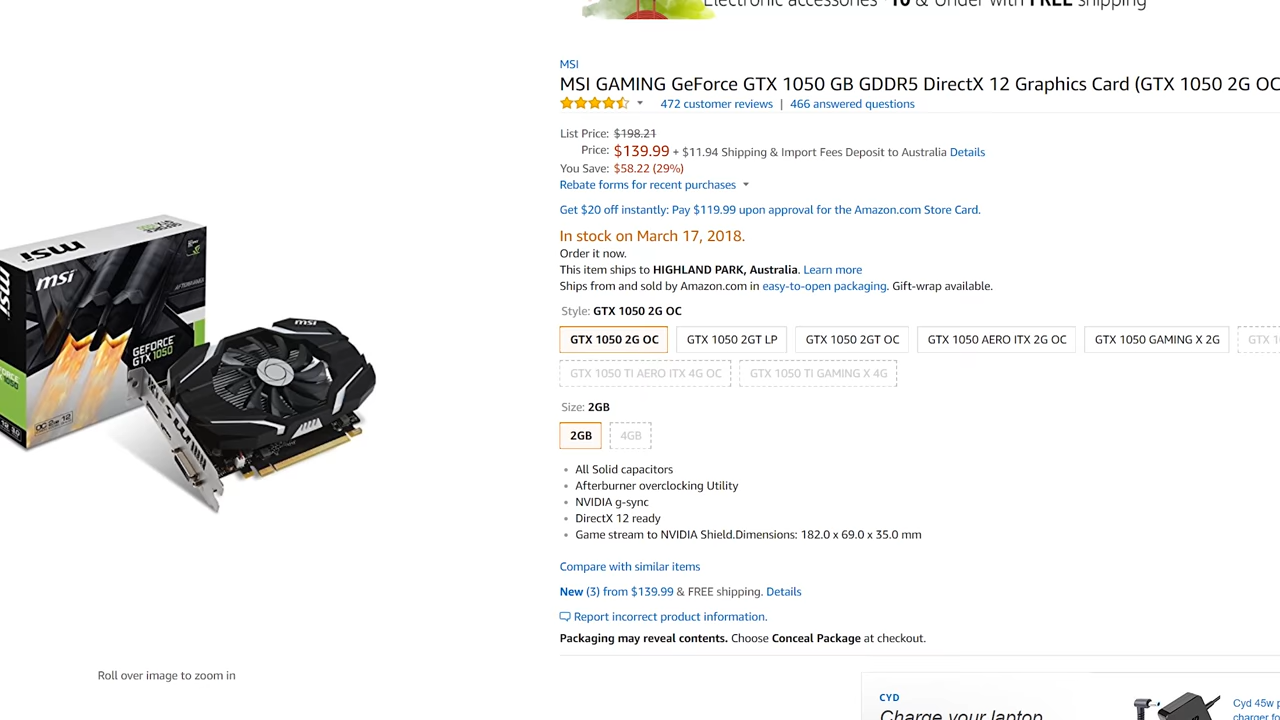 Electronic accessories $10 & Under with FREE shipping
MSI
MSI GAMING GeForce GTX 1050 GB GDDR5 DirectX 12 Graphics Card (GTX 1050 2G OC
472 customer reviews | 466 answered questions
List Price: $198.21
Price: $139.99 + $11.94 Shipping & Import Fees Deposit to Australia Details
You Save: $58.22 (29%)
Rebate forms for recent purchases
Get $20 off instantly: Pay $119.99 upon approval for the Amazon.com Store Card.
In stock on March 17, 2018.
Order it now.
This item ships to HIGHLAND PARK, Australia. Learn more
Ships from and sold by Amazon.com in easy-to-open packaging. Gift-wrap available.
Style: GTX 1050 2G OC
GTX 1050 2G OC GTX 1050 2GT LP GTX 1050 2GT OC GTX 1050 AERO ITX 2G OC GTX 1050 GAMING X 2G GTX 10
GTX 1050 TI AERO ITX 4G OC GTX 1050 TI GAMING X 4G
Size: 2GB
2GB 4GB
All Solid capacitors
Afterburner overclocking Utility
NVIDIA g-sync
DirectX 12 ready
Game stream to NVIDIA Shield.Dimensions: 182.0 x 69.0 x 35.0 mm
Compare with similar items
New (3) from $139.99 & FREE shipping. Details
Report incorrect product information.
Packaging may reveal contents. Choose Conceal Package at checkout.
msi
msi
msi
GEFORCE
GTX 1050
msi
Roll over image to zoom in
CYD
Charge your laptop
Cyd 45w p
charger fo